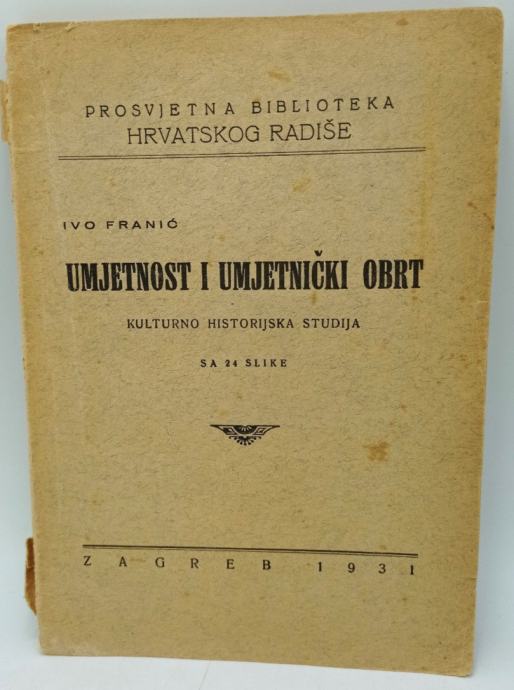 PROSVJETNA BIBLIOTEKA
HRVATSKOG RADIŠE
IVO FRANIĆ
UMJETNOST I UMJETNIČKI OBRT
KULTURNO HISTORIJSKA STUDIJA
SA 24 SLIKE
ZAGREB 1931